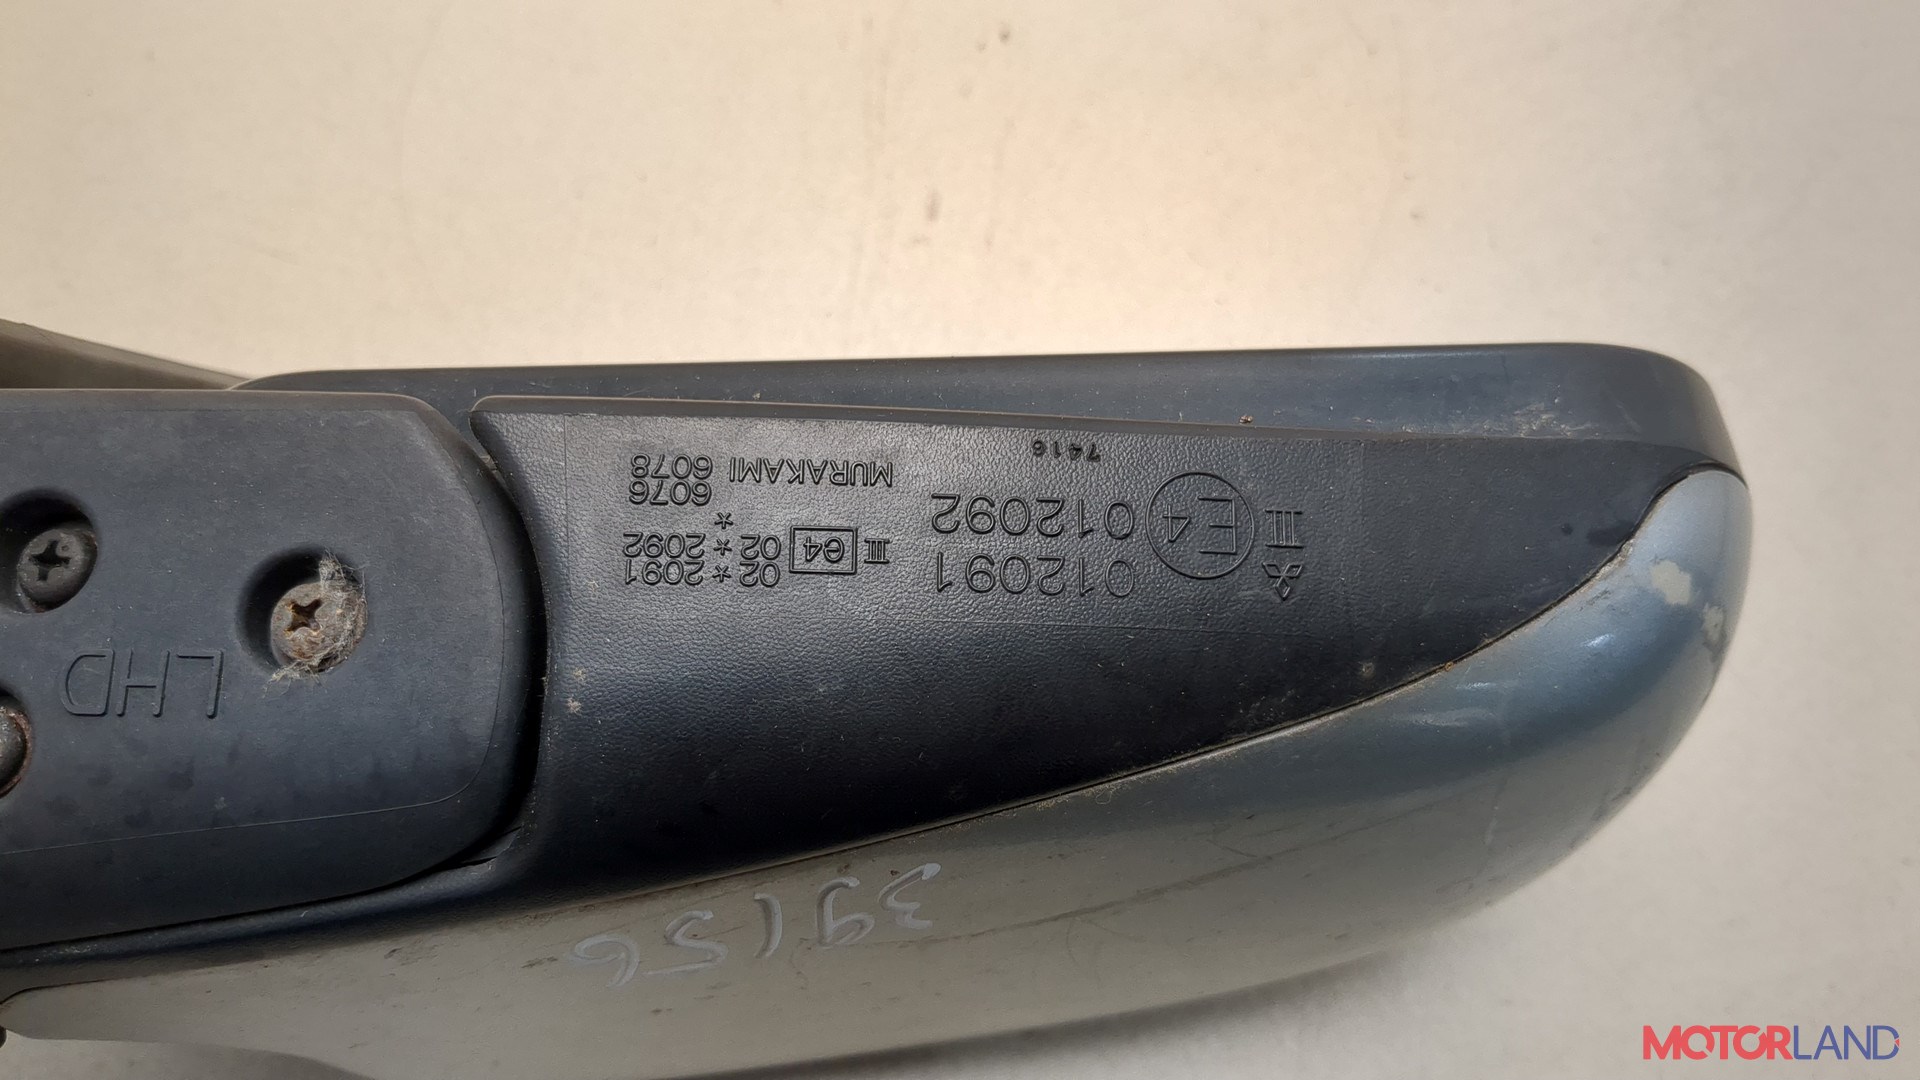 III E4 012091
012092
7416
III e4 02*2091
02*2092
*
6076
MURAKAMI 6078
LHD
39156
MOTORLAND